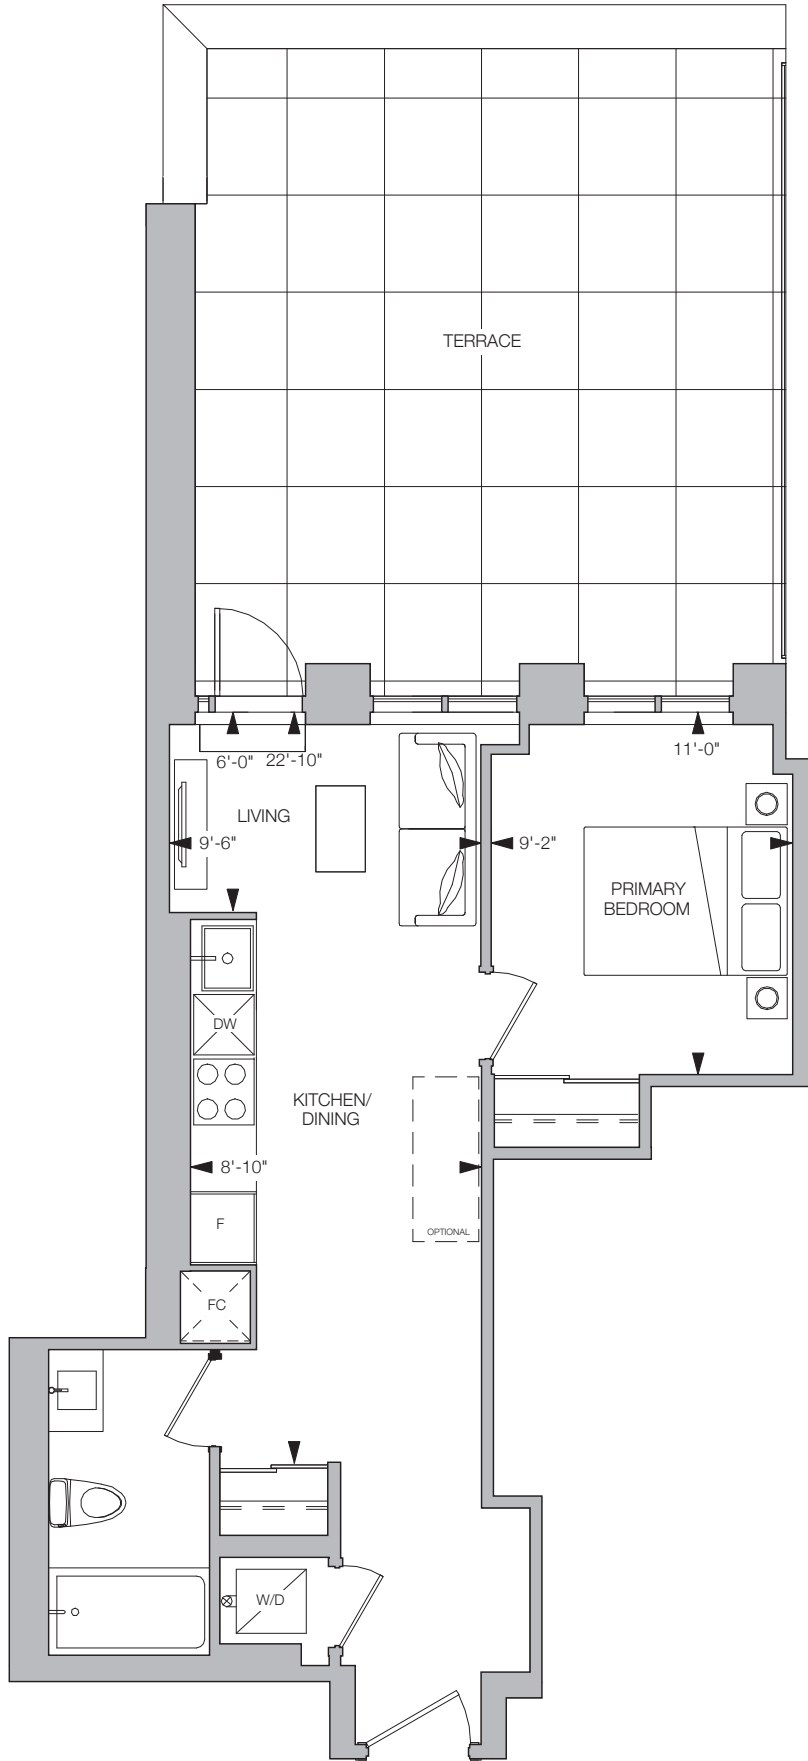 TERRACE
6'-0" 22'-10"
11'-0"
LIVING
9'-6"
9'-2"
PRIMARY
BEDROOM
DW
KITCHEN/
DINING
8'-10"
F
OPTIONAL
FC
W/D